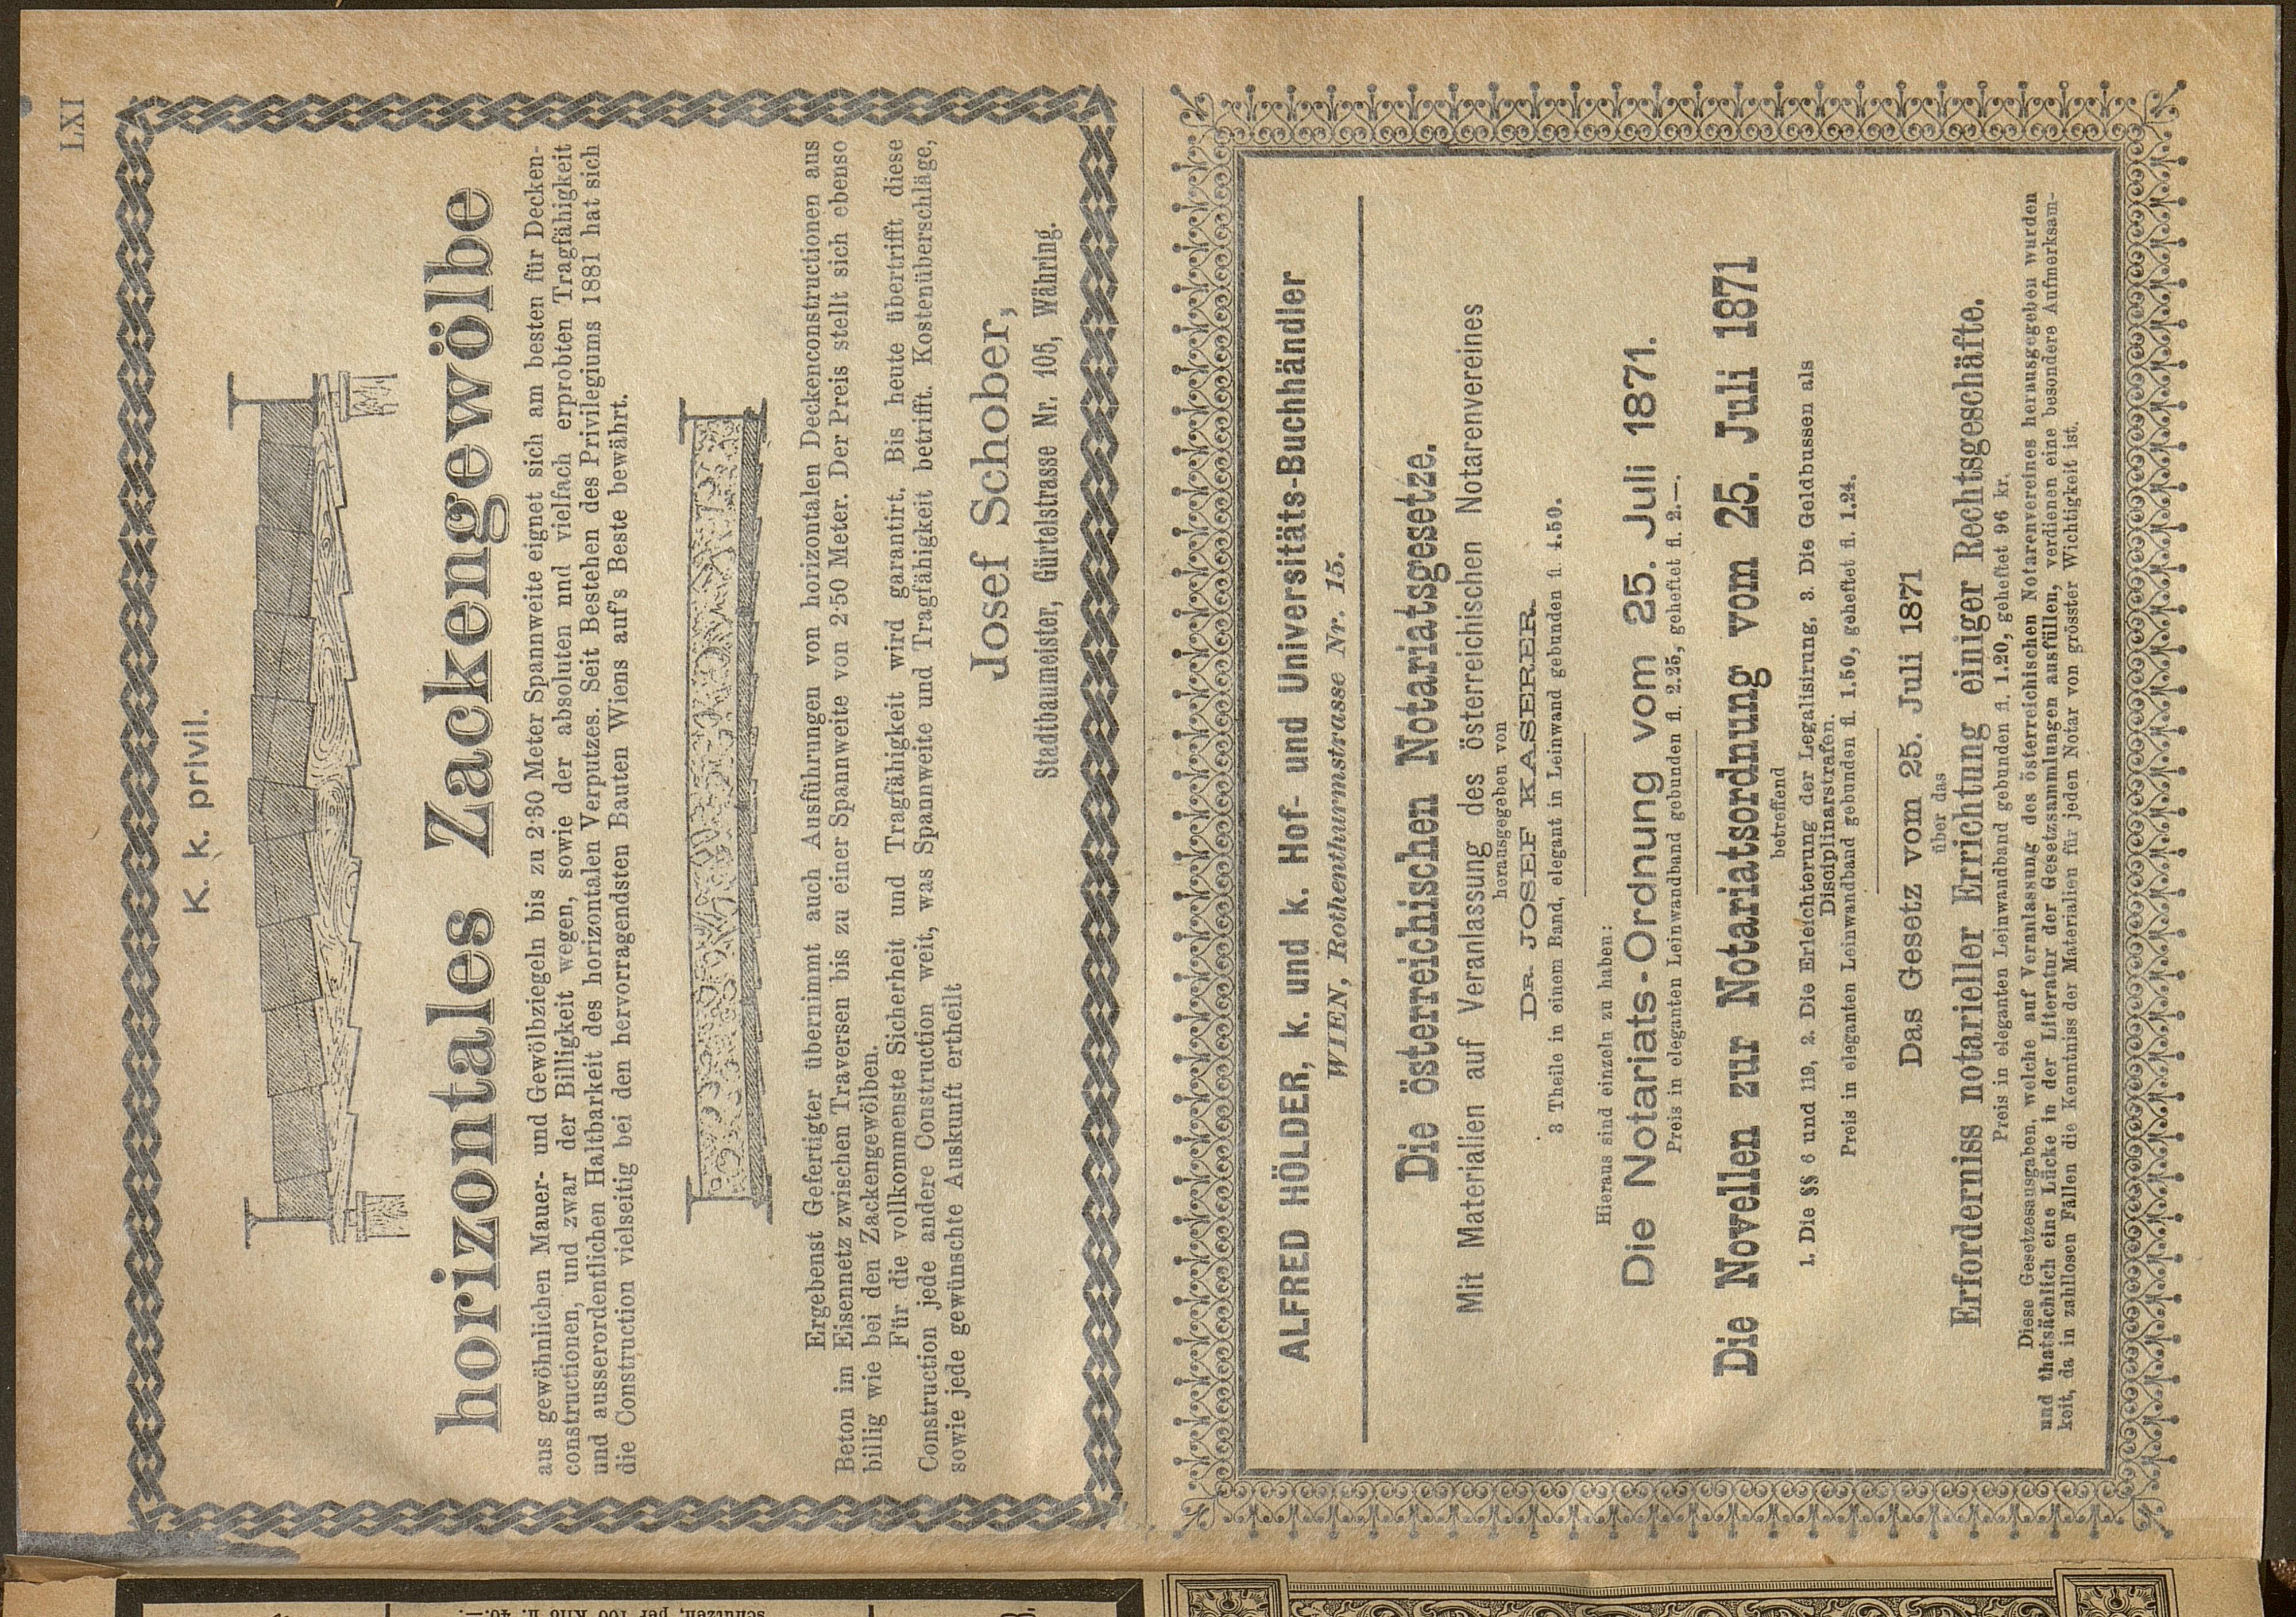 LXI
K. k. privil.
horizontales Zackengewölbe
aus gewöhnlichen Mauer- und Gewölbziegeln bis zu 2·30 Meter Spannweite eignet sich am besten für Decken-
constructionen, und zwar der Billigkeit wegen, sowie der absoluten nnd vielfach erprobten Tragfähigkeit
und ausserordentlichen Haltbarkeit des horizontalen Verputzes. Seit Bestehen des Privilegiums 1881 hat sich
die Construction vielseitig bei den hervorragendsten Bauten Wiens auf's Beste bewährt.
Ergebenst Gefertigter übernimmt auch Ausführungen von horizontalen Deckenconstructionen aus
Beton im Eisennetz zwischen Traversen bis zu einer Spannweite von 2·50 Meter. Der Preis stellt sich ebenso
billig wie bei den Zackengewölben.
Für die vollkommenste Sicherheit und Tragfähigkeit wird garantirt. Bis heute übertrifft diese
Construction jede andere Construction weit, was Spannweite und Tragfähigkeit betrifft. Kostenüberschläge,
sowie jede gewünschte Auskunft ertheilt
Josef Schober,
Stadtbaumeister, Gürtelstrasse Nr. 105, Währing.
ALFRED HÖLDER, k. und k. Hof- und Universitäts-Buchhändler
WIEN, Rothenthurmstrasse Nr. 15.
Die österreichischen Notariatsgesetze.
Mit Materialien auf Veranlassung des österreichischen Notarenvereines
herausgegeben von
DR. JOSEF KASERER.
3 Theile in einem Band, elegant in Leinwand gebunden fl. 4.50.
Hieraus sind einzeln zu haben:
Die Notariats-Ordnung vom 25. Juli 1871.
Preis in eleganten Leinwandband gebunden fl. 2.25, geheftet fl. 2.—.
Die Novellen zur Notariatsordnung vom 25. Juli 1871
betreffend
1. Die §§ 6 und 119, 2. Die Erleichterung der Legalisirung, 3. Die Geldbussen als
Disciplinarstrafen.
Preis in eleganten Leinwandband gebunden fl. 1.50, geheftet fl. 1.24.
Das Gesetz vom 25. Juli 1871
über das
Erforderniss notarieller Errichtung einiger Rechtsgeschäfte.
Preis in eleganten Leinwandband gebunden fl. 1.20, geheftet 96 kr.
Diese Gesetzesausgaben, welche auf Veranlassung des österreichischen Notarenvereines herausgegeben wurden
und thatsächlich eine Lücke in der Literatur der Gesetzsammlungen ausfüllen, verdienen eine besondere Aufmerksam-
keit, da in zahllosen Fällen die Kenntniss der Materialien für jeden Notar von grösster Wichtigkeit ist.